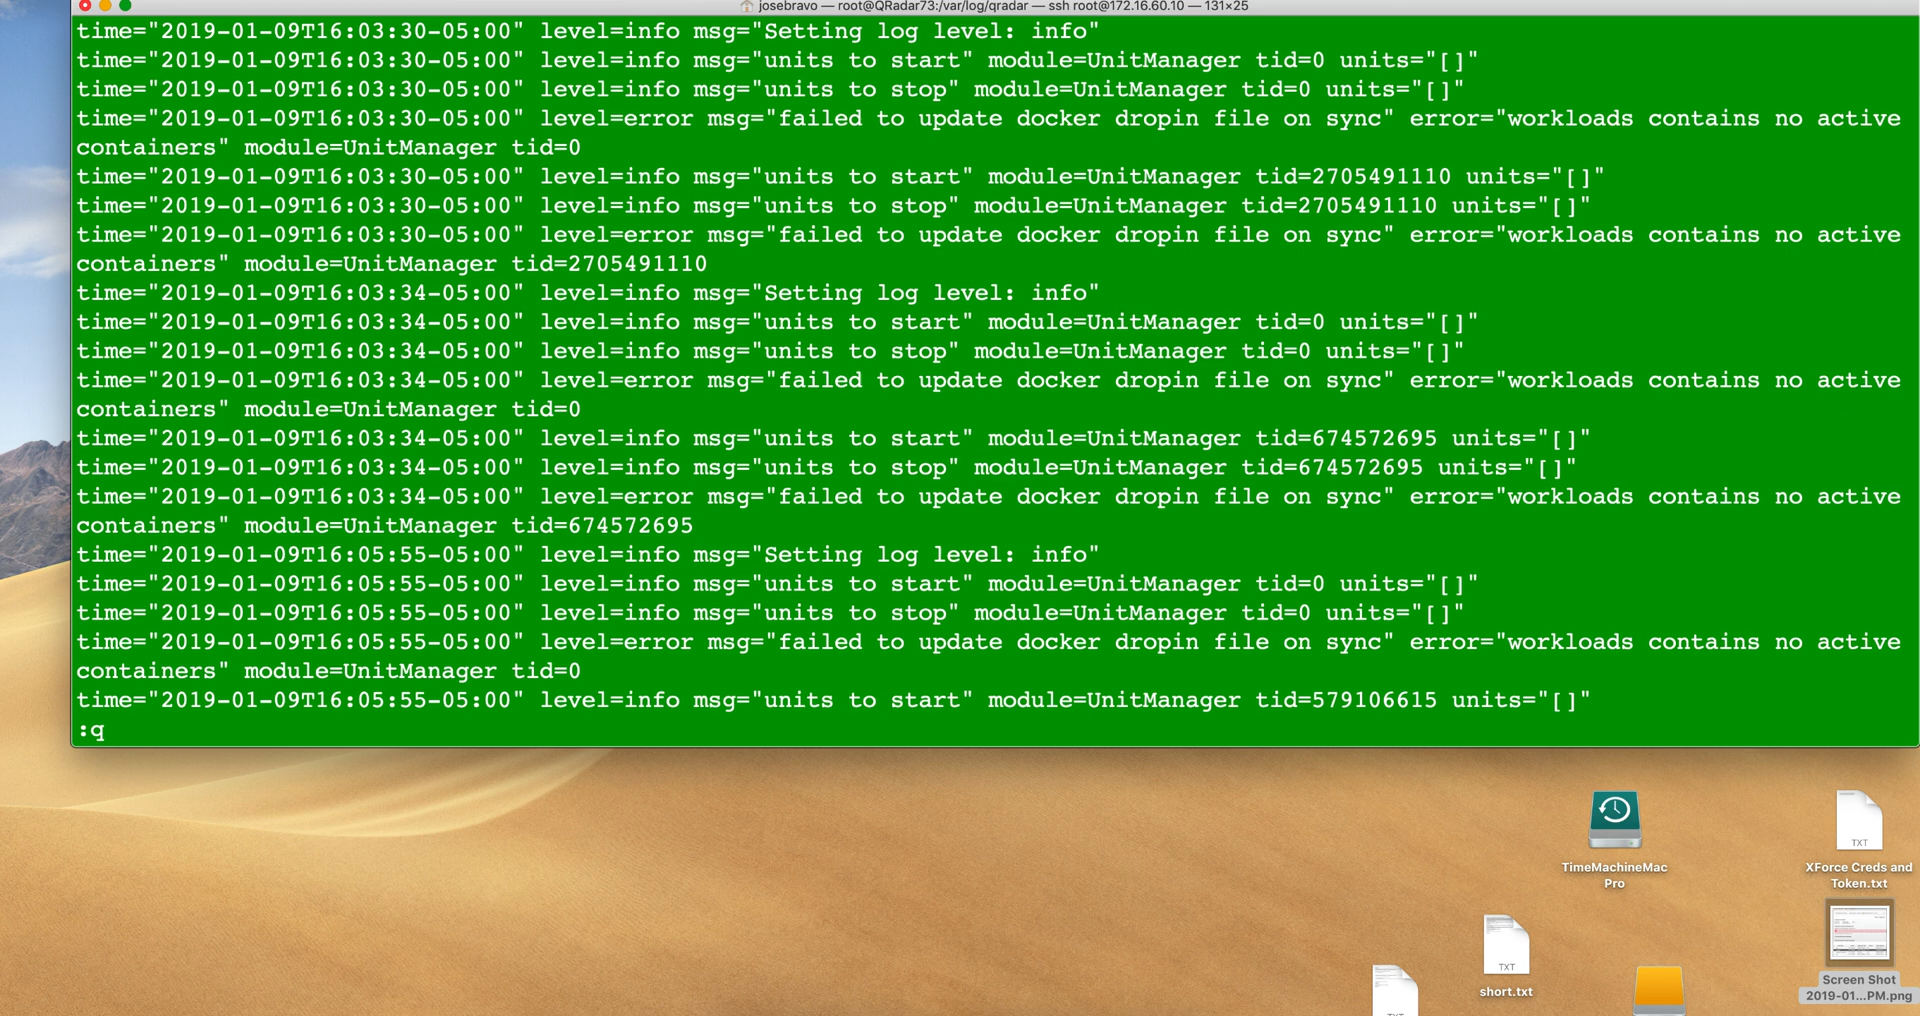 josebravo — root@QRadar73:/var/log/qradar — ssh root@172.16.60.10 — 131×25
time="2019-01-09T16:03:30-05:00" level=info msg="Setting log level: info"
time="2019-01-09T16:03:30-05:00" level=info msg="units to start" module=UnitManager tid=0 units="[]"
time="2019-01-09T16:03:30-05:00" level=info msg="units to stop" module=UnitManager tid=0 units="[]"
time="2019-01-09T16:03:30-05:00" level=error msg="failed to update docker dropin file on sync" error="workloads contains no active
containers" module=UnitManager tid=0
time="2019-01-09T16:03:30-05:00" level=info msg="units to start" module=UnitManager tid=2705491110 units="[]"
time="2019-01-09T16:03:30-05:00" level=info msg="units to stop" module=UnitManager tid=2705491110 units="[]"
time="2019-01-09T16:03:30-05:00" level=error msg="failed to update docker dropin file on sync" error="workloads contains no active
containers" module=UnitManager tid=2705491110
time="2019-01-09T16:03:34-05:00" level=info msg="Setting log level: info"
time="2019-01-09T16:03:34-05:00" level=info msg="units to start" module=UnitManager tid=0 units="[]"
time="2019-01-09T16:03:34-05:00" level=info msg="units to stop" module=UnitManager tid=0 units="[]"
time="2019-01-09T16:03:34-05:00" level=error msg="failed to update docker dropin file on sync" error="workloads contains no active
containers" module=UnitManager tid=0
time="2019-01-09T16:03:34-05:00" level=info msg="units to start" module=UnitManager tid=674572695 units="[]"
time="2019-01-09T16:03:34-05:00" level=info msg="units to stop" module=UnitManager tid=674572695 units="[]"
time="2019-01-09T16:03:34-05:00" level=error msg="failed to update docker dropin file on sync" error="workloads contains no active
containers" module=UnitManager tid=674572695
time="2019-01-09T16:05:55-05:00" level=info msg="Setting log level: info"
time="2019-01-09T16:05:55-05:00" level=info msg="units to start" module=UnitManager tid=0 units="[]"
time="2019-01-09T16:05:55-05:00" level=info msg="units to stop" module=UnitManager tid=0 units="[]"
time="2019-01-09T16:05:55-05:00" level=error msg="failed to update docker dropin file on sync" error="workloads contains no active
containers" module=UnitManager tid=0
time="2019-01-09T16:05:55-05:00" level=info msg="units to start" module=UnitManager tid=579106615 units="[]"
:q
TimeMachineMac
Pro
TXT
XForce Creds and
Token.txt
TXT
short.txt
Screen Shot
2019-01...PM.png